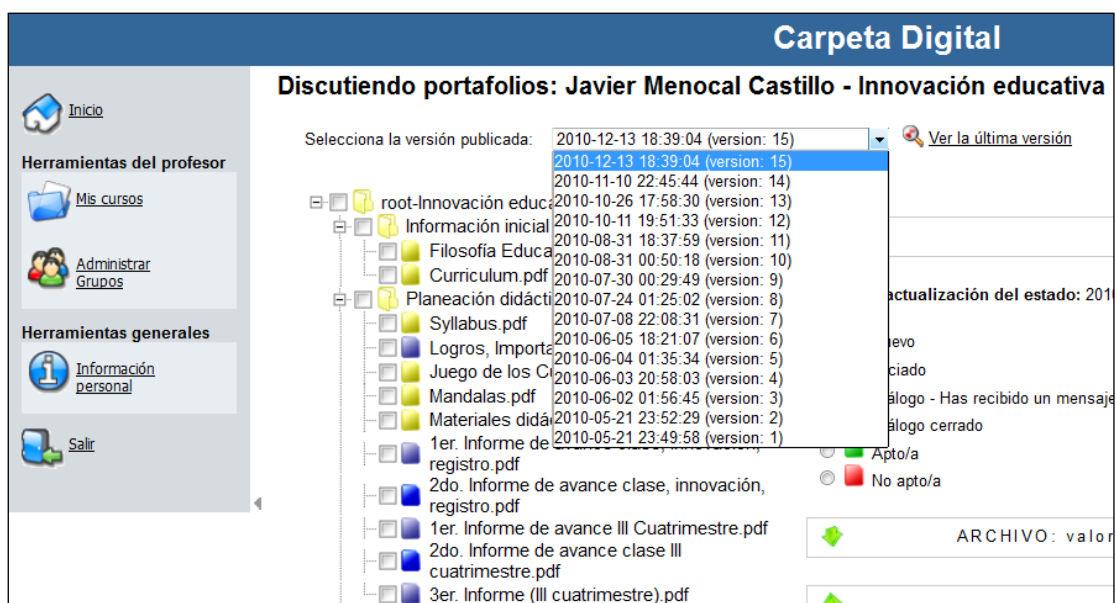 Carpeta Digital
Discutiendo portafolios: Javier Menocal Castillo - Innovación educativa
Inicio
Herramientas del profesor
Mis cursos
Administrar
Grupos
Herramientas generales
Información
personal
Salir
Selecciona la versión publicada:
2010-12-13 18:39:04 (version: 15)
Ver la última versión
2010-12-13 18:39:04 (version: 15)
2010-11-10 22:45:44 (version: 14)
2010-10-26 17:58:30 (version: 13)
2010-10-11 19:51:33 (version: 12)
2010-08-31 18:37:59 (version: 11)
2010-08-31 00:50:18 (version: 10)
2010-07-30 00:29:49 (version: 9)
2010-07-24 01:25:02 (version: 8)
2010-07-08 22:08:31 (version: 7)
2010-06-05 18:21:07 (version: 6)
2010-06-04 01:35:34 (version: 5)
2010-06-03 20:58:03 (version: 4)
2010-06-02 01:56:45 (version: 3)
2010-05-21 23:52:29 (version: 2)
2010-05-21 23:49:58 (version: 1)
root-Innovación educa
Información inicial
Filosofía Educa
Curriculum.pdf
Planeación didácti
Syllabus.pdf
Logros, Importa
Juego de los C
Mandalas.pdf
Materiales didá
1er. Informe de avance clase, innovación,
registro.pdf
2do. Informe de avance clase, innovación,
registro.pdf
1er. Informe de avance III Cuatrimestre.pdf
2do. Informe de avance clase III
cuatrimestre.pdf
3er. Informe (III cuatrimestre).pdf
actualización del estado: 201
evo
ciado
álogo - Has recibido un mensaje
álogo cerrado
Apto/a
No apto/a
ARCHIVO: valor